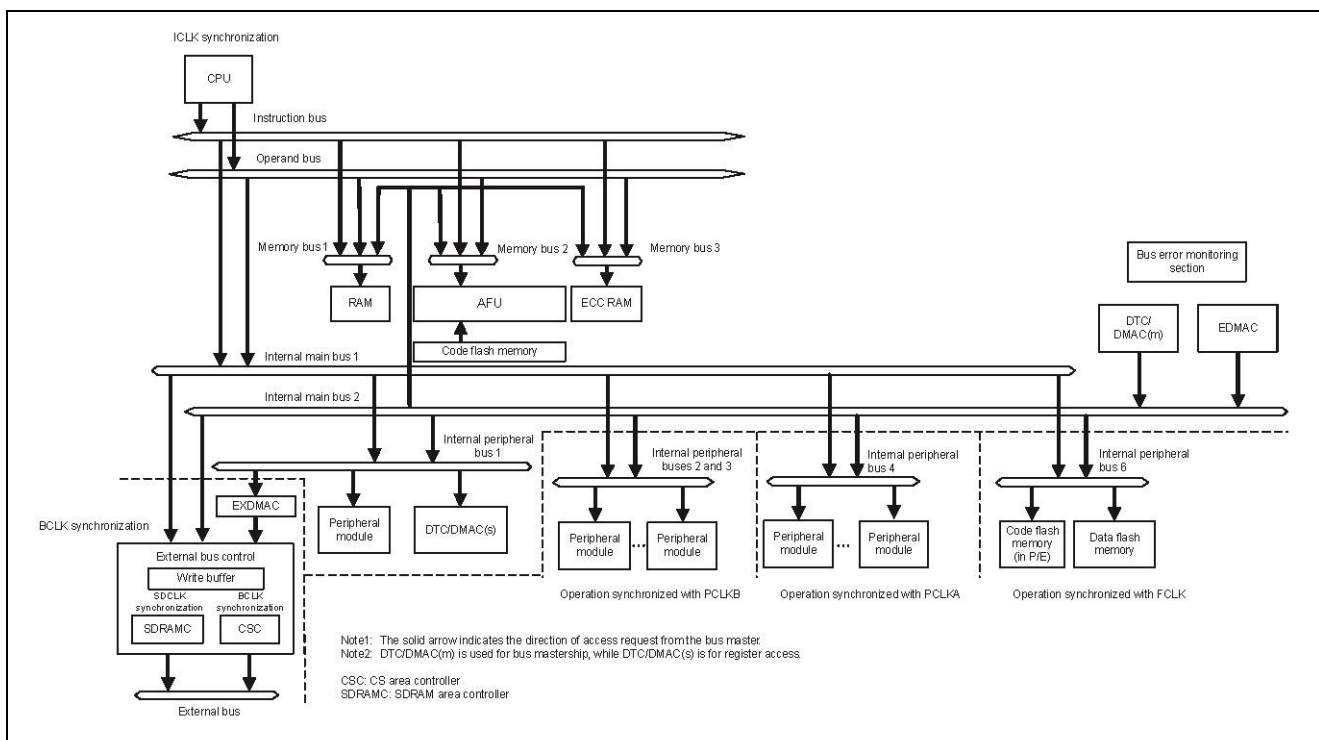 ICLK synchronization
CPU
Instruction bus
Operand bus
Memory bus 1
Memory bus 2
Memory bus 3
RAM
AFU
ECC RAM
Code flash memory
Bus error monitoring
section
DTC/
DMAC(m)
EDMAC
Internal main bus 1
Internal main bus 2
Internal peripheral
bus 1
Internal peripheral
buses 2 and 3
Internal peripheral
bus 4
Internal peripheral
bus 6
BCLK synchronization
EXDMAC
Peripheral
module
DTC/DMAC(s)
Peripheral
module
...
Peripheral
module
Peripheral
module
...
Peripheral
module
Code flash
memory
(in P/E)
Data flash
memory
External bus control
Write buffer
SDCLK
synchronization
BCLK
synchronization
SDRAMC
CSC
External bus
Operation synchronized with PCLKB
Operation synchronized with PCLKA
Operation synchronized with FCLK
Note1: The solid arrow indicates the direction of access request from the bus master.
Note2: DTC/DMAC(m) is used for bus mastership, while DTC/DMAC(s) is for register access.
CSC: CS area controller
SDRAMC: SDRAM area controller